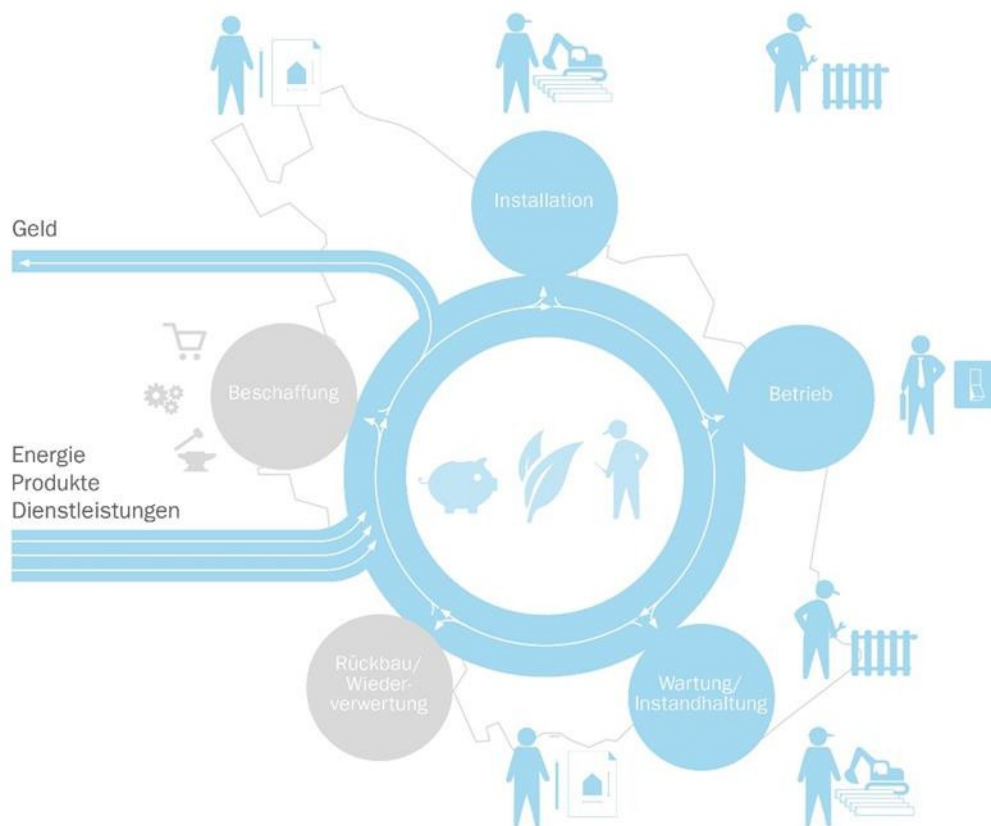 Installation
Geld
Beschaffung
Betrieb
Energie
Produkte
Dienstleistungen
Rückbau/
Wieder-
verwertung
Wartung/
Instandhaltung